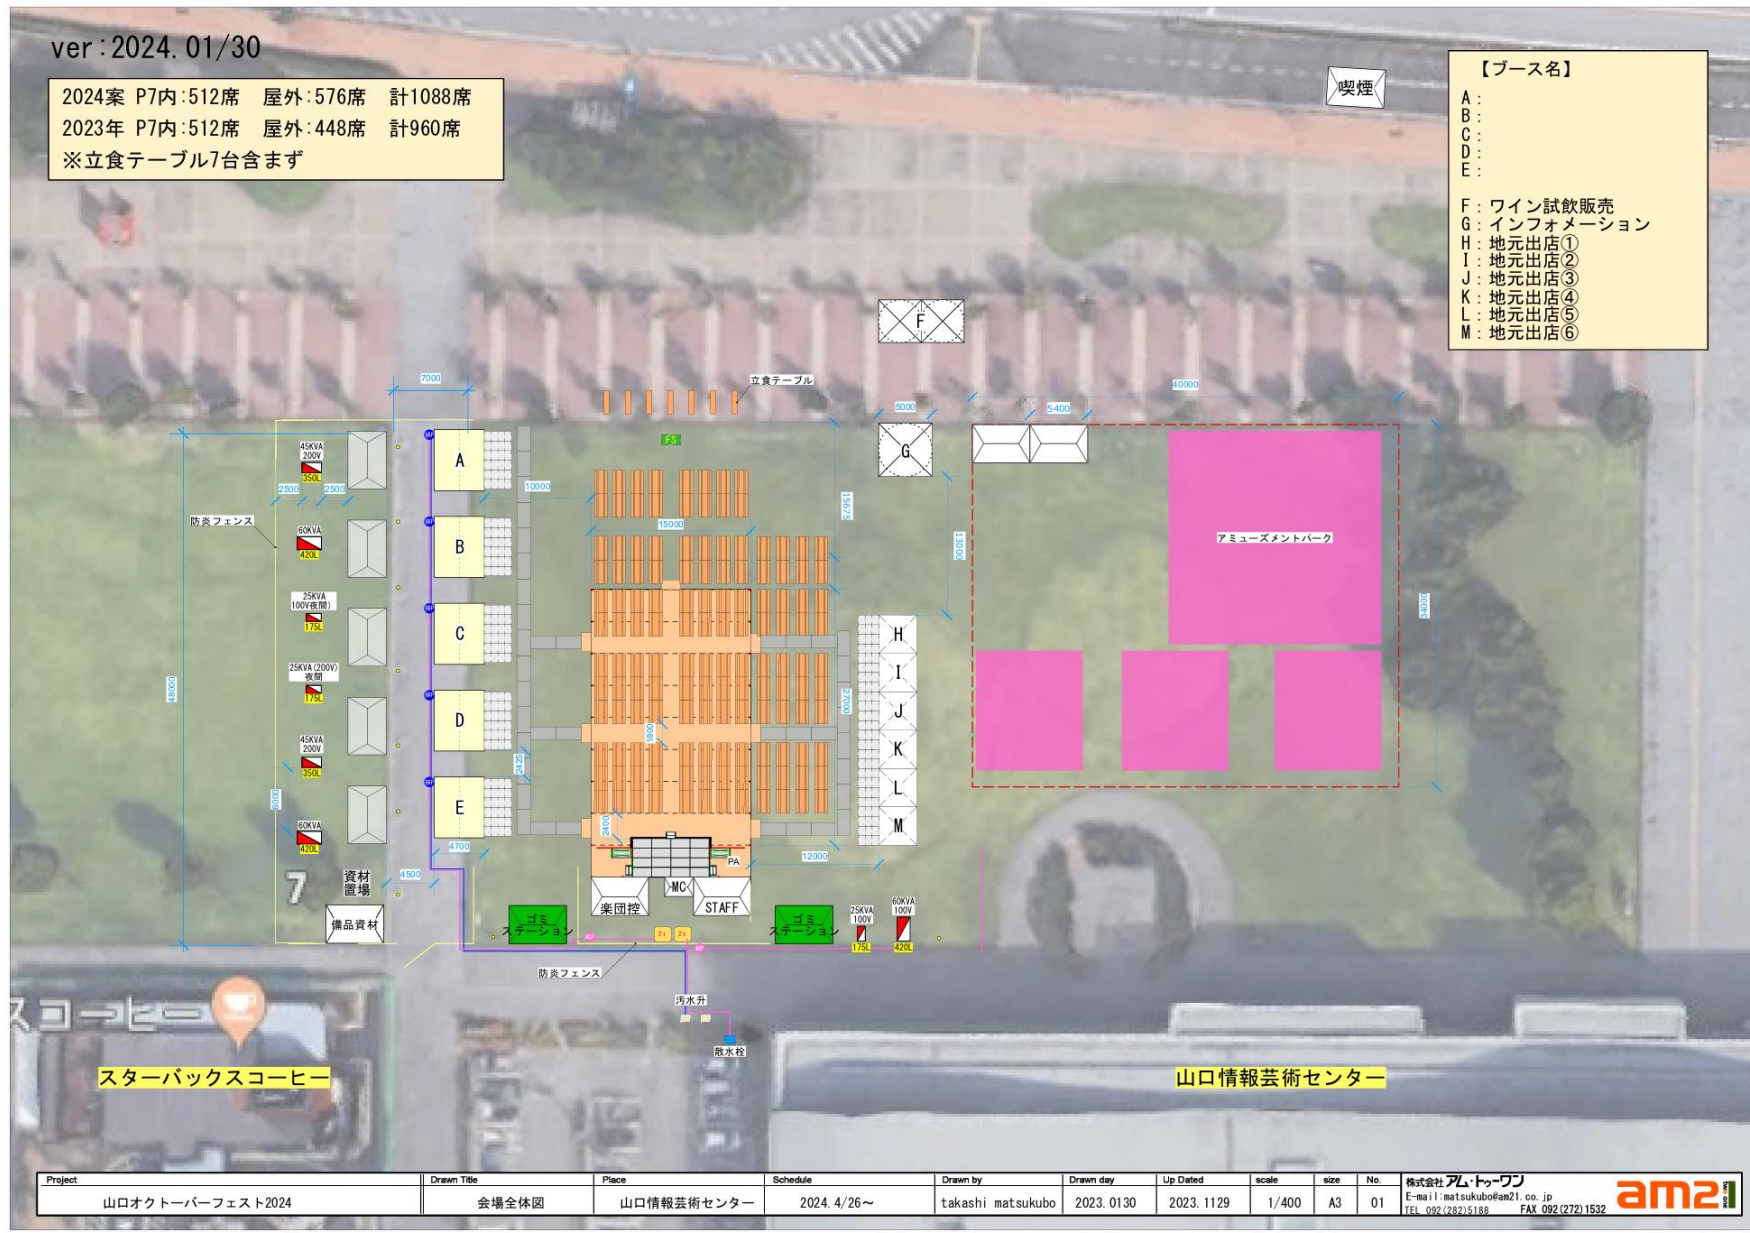 ver:2024.01/30
2024案 P7内:512席 屋外:576席 計1088席
2023年 P7内:512席 屋外:448席 計960席
※立食テーブル7台含まず
喫煙
【ブース名】
A:
B:
C:
D:
E:
F:ワイン試飲販売
G:インフォメーション
H:地元出店①
I:地元出店②
J:地元出店③
K:地元出店④
L:地元出店⑤
M:地元出店⑥
F
7000
立食テーブル
40000
5000
5400
45KVA
200V
350L
A
FS
G
2500
2500
10000
15675
防炎フェンス
15000
60KVA
420L
B
13000
アミューズメントパーク
25KVA
100V夜間)
175L
C
34000
H
25KVA(200V)
夜間
175L
I
48000
27000
D
J
1800
45KVA
200V
350L
2425
K
6000
L
E
60KVA
420L
2400
M
4700
PA
12000
7
資材
置場
4500
MC
楽団控
STAFF
備品資材
ゴミ
ステーション
ゴミ
ステーション
25KVA
100V
175L
60KVA
100V
420L
防炎フェンス
汚水升
散水栓
スコーヒー
スターバックスコーヒー
山口情報芸術センター
Project
山口オクトーバーフェスト2024
Drawn Title
会場全体図
Place
山口情報芸術センター
Schedule
2024.4/26～
Drawn by
takashi matsukubo
Drawn day
2023.0130
Up Dated
2023.1129
scale
1/400
size
A3
No.
01
株式会社 アム・トゥーワン
E-mail:matsukubo@am21.co.jp
TEL 092(282)5188 FAX 092(272)1532
am21